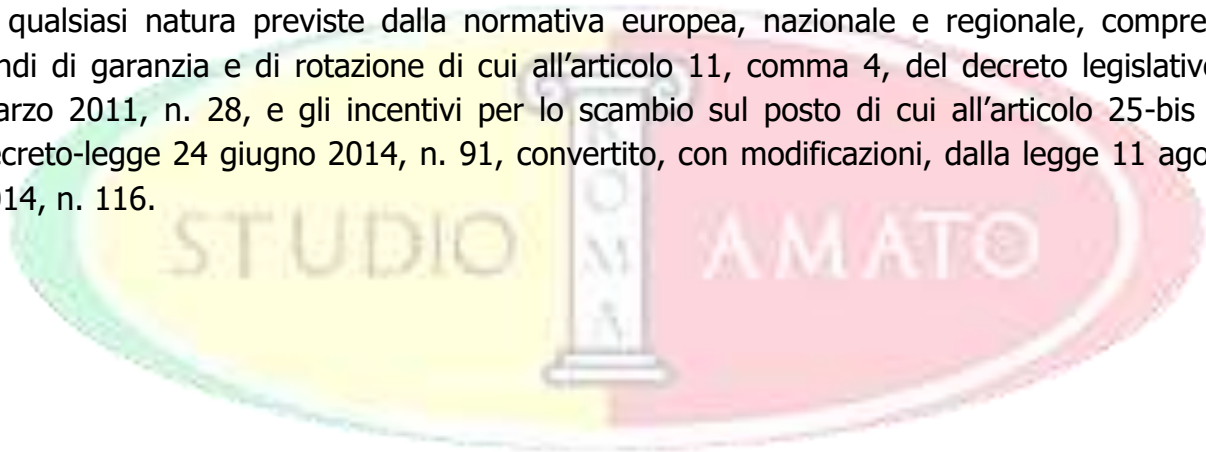 qualsiasi natura previste dalla normativa europea, nazionale e regionale, compre
ndi di garanzia e di rotazione di cui all’articolo 11, comma 4, del decreto legislativo
arzo 2011, n. 28, e gli incentivi per lo scambio sul posto di cui all’articolo 25-bis
ecreto-legge 24 giugno 2014, n. 91, convertito, con modificazioni, dalla legge 11 ago
014, n. 116.
STUDIO ROMA AMATO